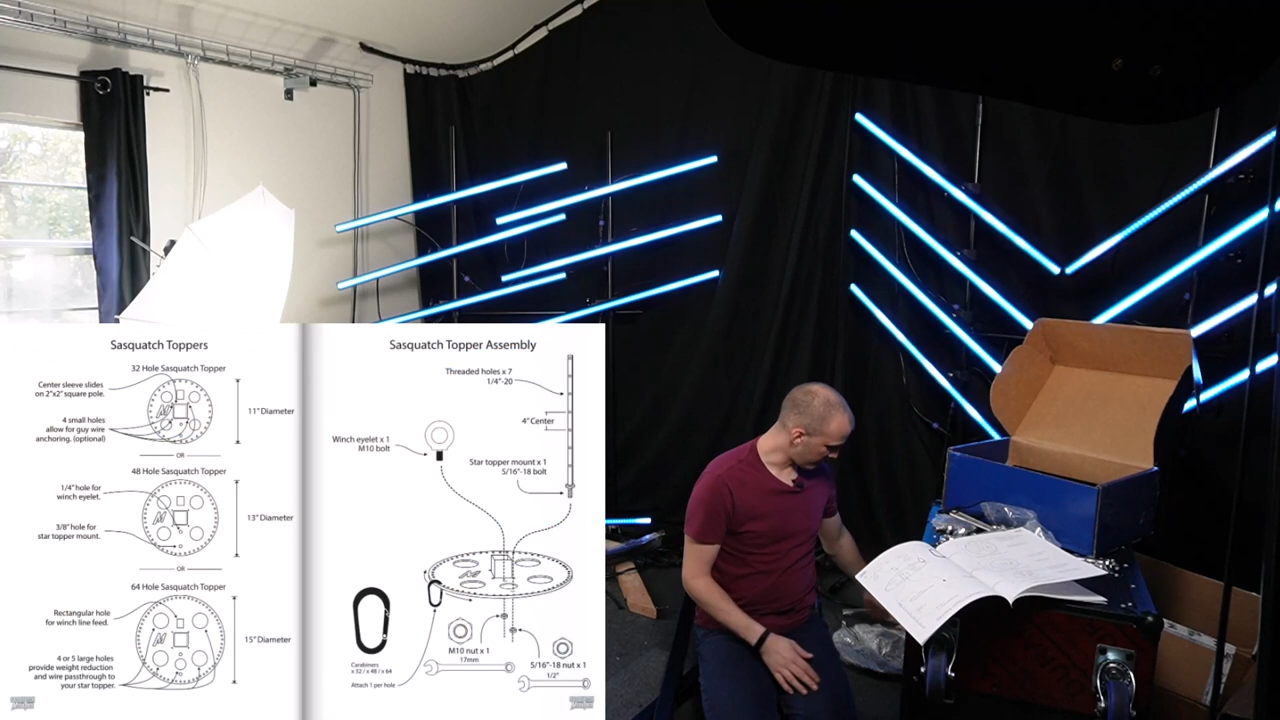 Sasquatch Toppers
32 Hole Sasquatch Topper
Center sleeve slides
on 2"x2" square pole.
4 small holes
allow for guy wire
anchoring. (optional)
11" Diameter
OR
48 Hole Sasquatch Topper
1/4" hole for
winch eyelet.
3/8" hole for
star topper mount.
13" Diameter
OR
64 Hole Sasquatch Topper
Rectangular hole
for winch line feed.
4 or 5 large holes
provide weight reduction
and wire passthrough to
your star topper.
15" Diameter
Sasquatch Topper Assembly
Threaded holes x 7
1/4"-20
4" Center
Winch eyelet x 1
M10 bolt
Star topper mount x 1
5/16"-18 bolt
M10 nut x 1
17mm
5/16"-18 nut x 1
1/2"
Carabiners
x 32 / x 48 / x 64
Attach 1 per hole